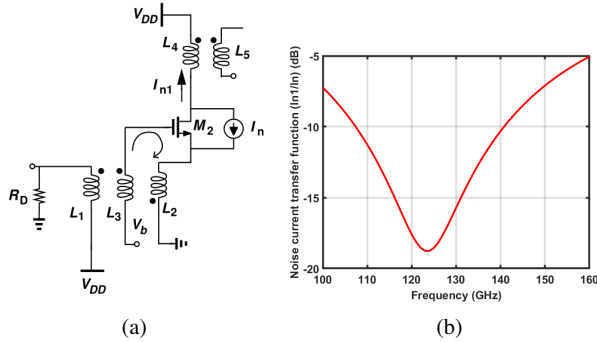 (a)
V_DD
L_4
L_5
I_n1
M_2
I_n
R_D
L_1
L_3
L_2
V_b
V_DD
(b)
Noise current transfer function (In1/In) (dB)
-5
-10
-15
-20
100 110 120 130 140 150 160
Frequency (GHz)